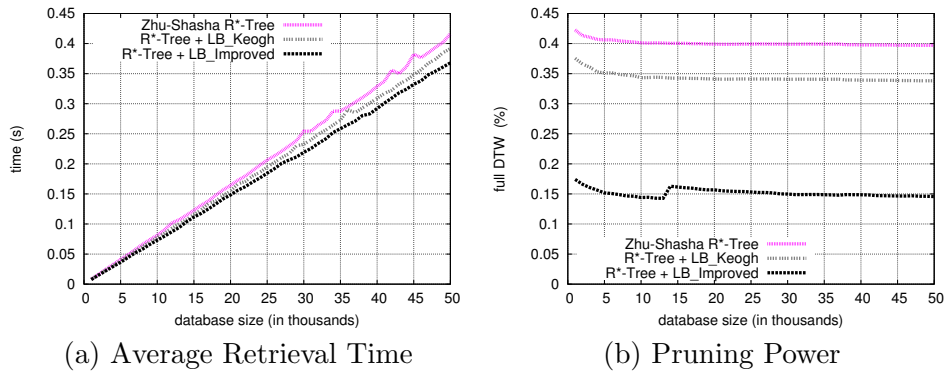 0.45
0.4
0.35
0.3
0.25
0.2
0.15
0.1
0.05
0
time (s)
Zhu-Shasha R*-Tree
R*-Tree + LB_Keogh
R*-Tree + LB_Improved
0 5 10 15 20 25 30 35 40 45 50
database size (in thousands)
(a) Average Retrieval Time
0.45
0.4
0.35
0.3
0.25
0.2
0.15
0.1
0.05
0
full DTW (%)
Zhu-Shasha R*-Tree
R*-Tree + LB_Keogh
R*-Tree + LB_Improved
0 5 10 15 20 25 30 35 40 45 50
database size (in thousands)
(b) Pruning Power